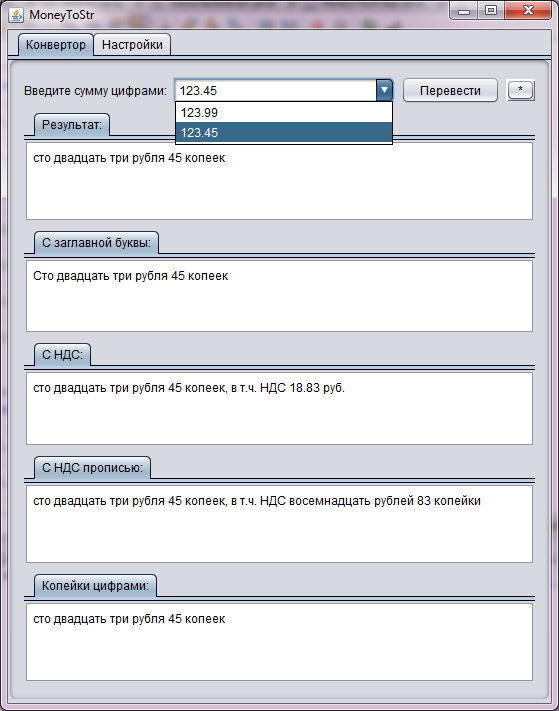 MoneyToStr
Конвертор Настройки
Введите сумму цифрами: 123.45 Перевести *
123.99
123.45
Результат:
сто двадцать три рубля 45 копеек
С заглавной буквы:
Сто двадцать три рубля 45 копеек
С НДС:
сто двадцать три рубля 45 копеек, в т.ч. НДС 18.83 руб.
С НДС прописью:
сто двадцать три рубля 45 копеек, в т.ч. НДС восемнадцать рублей 83 копейки
Копейки цифрами:
сто двадцать три рубля 45 копеек